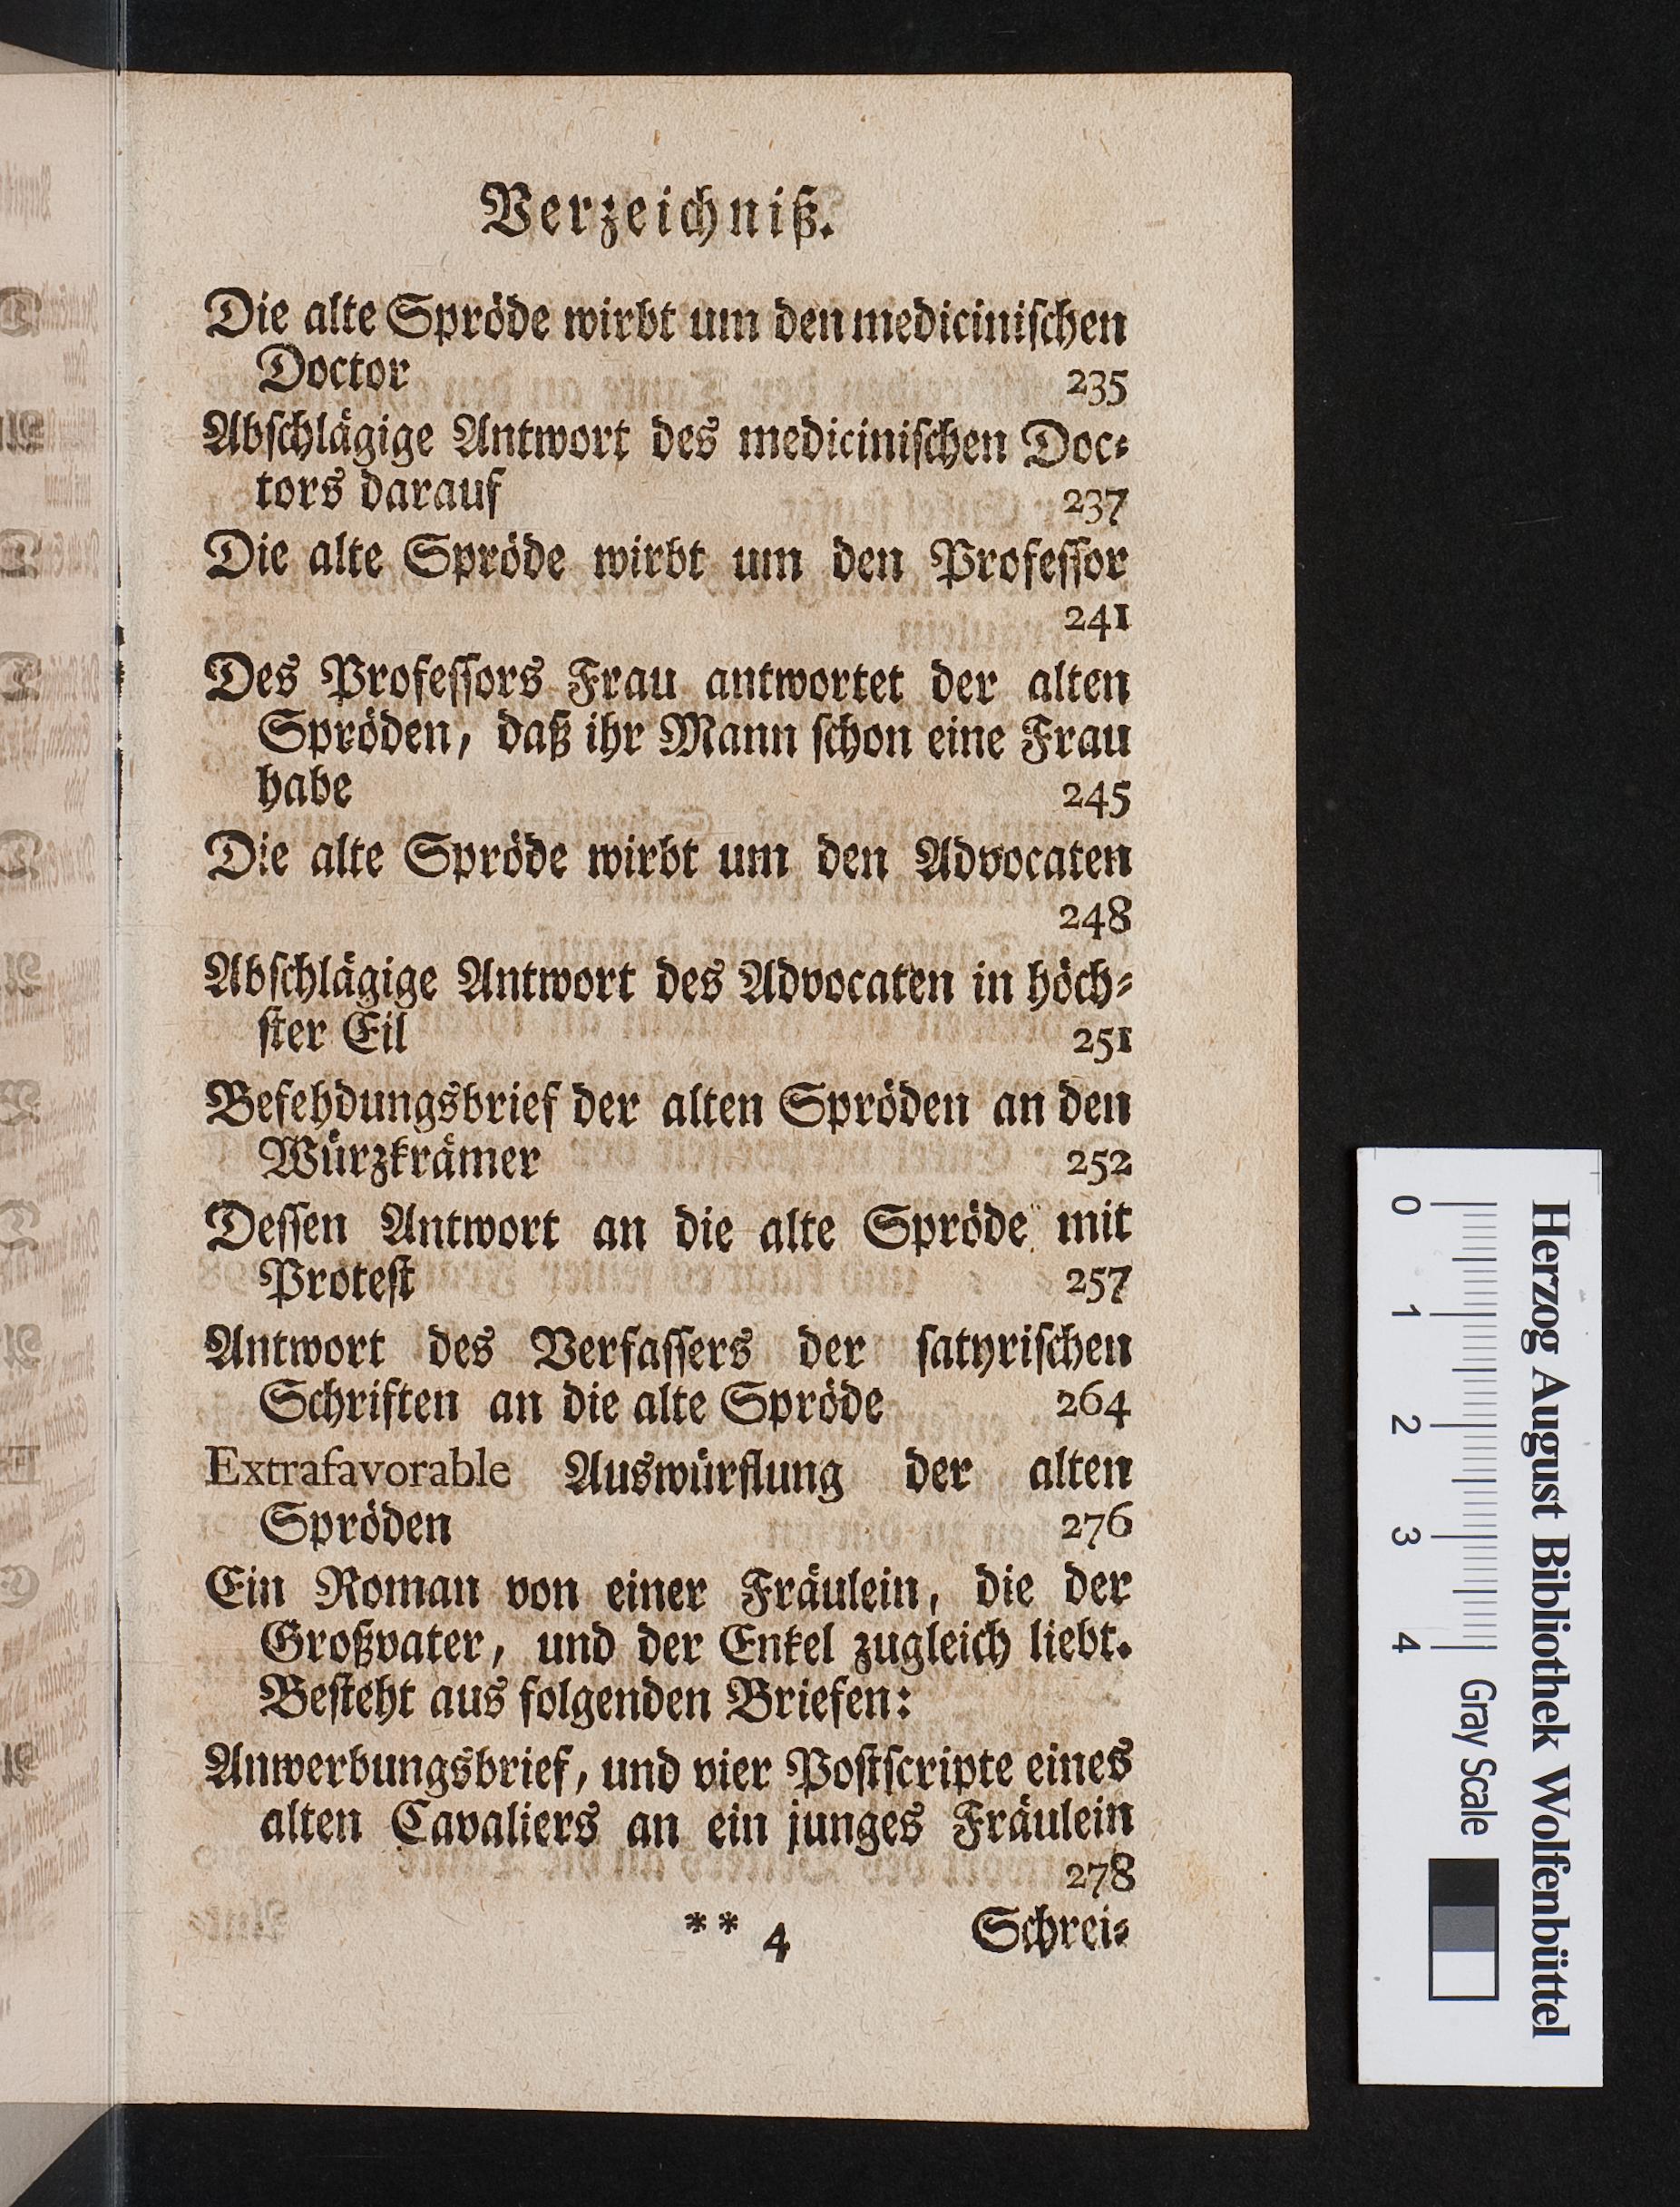 Verzeichniß.
Die alte Spröde wirbt um den mediciniſchen
Doctor 235
Abſchlägige Antwort des mediciniſchen Doc⸗
tors darauf 237
Die alte Spröde wirbt um den Profeſſor
241
Des Profeſſors Frau antwortet der alten
Spröden, daß ihr Mann ſchon eine Frau
habe 245
Die alte Spröde wirbt um den Advocaten
248
Abſchlägige Antwort des Advocaten in höch⸗
ſter Eil 251
Befehdungsbrief der alten Spröden an den
Würzkrämer 252
Deſſen Antwort an die alte Spröde mit
Proteſt 257
Antwort des Verfaſſers der ſatyriſchen
Schriften an die alte Spröde 264
Extrafavorable Auswürflung der alten
Spröden 276
Ein Roman von einer Fräulein, die der
Großvater, und der Enkel zugleich liebt.
Beſteht aus folgenden Briefen:
Anwerbungsbrief, und vier Poſtſcripte eines
alten Cavaliers an ein junges Fräulein
278
** 4 Schrei⸗
Herzog August Bibliothek Wolfenbüttel
0 1 2 3 4 Gray Scale